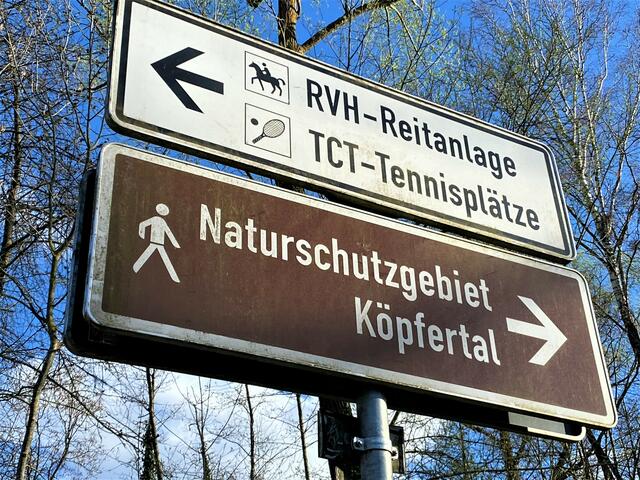 RVH-Reitanlage
TCT-Tennisplätze
Naturschutzgebiet
Köpfertal